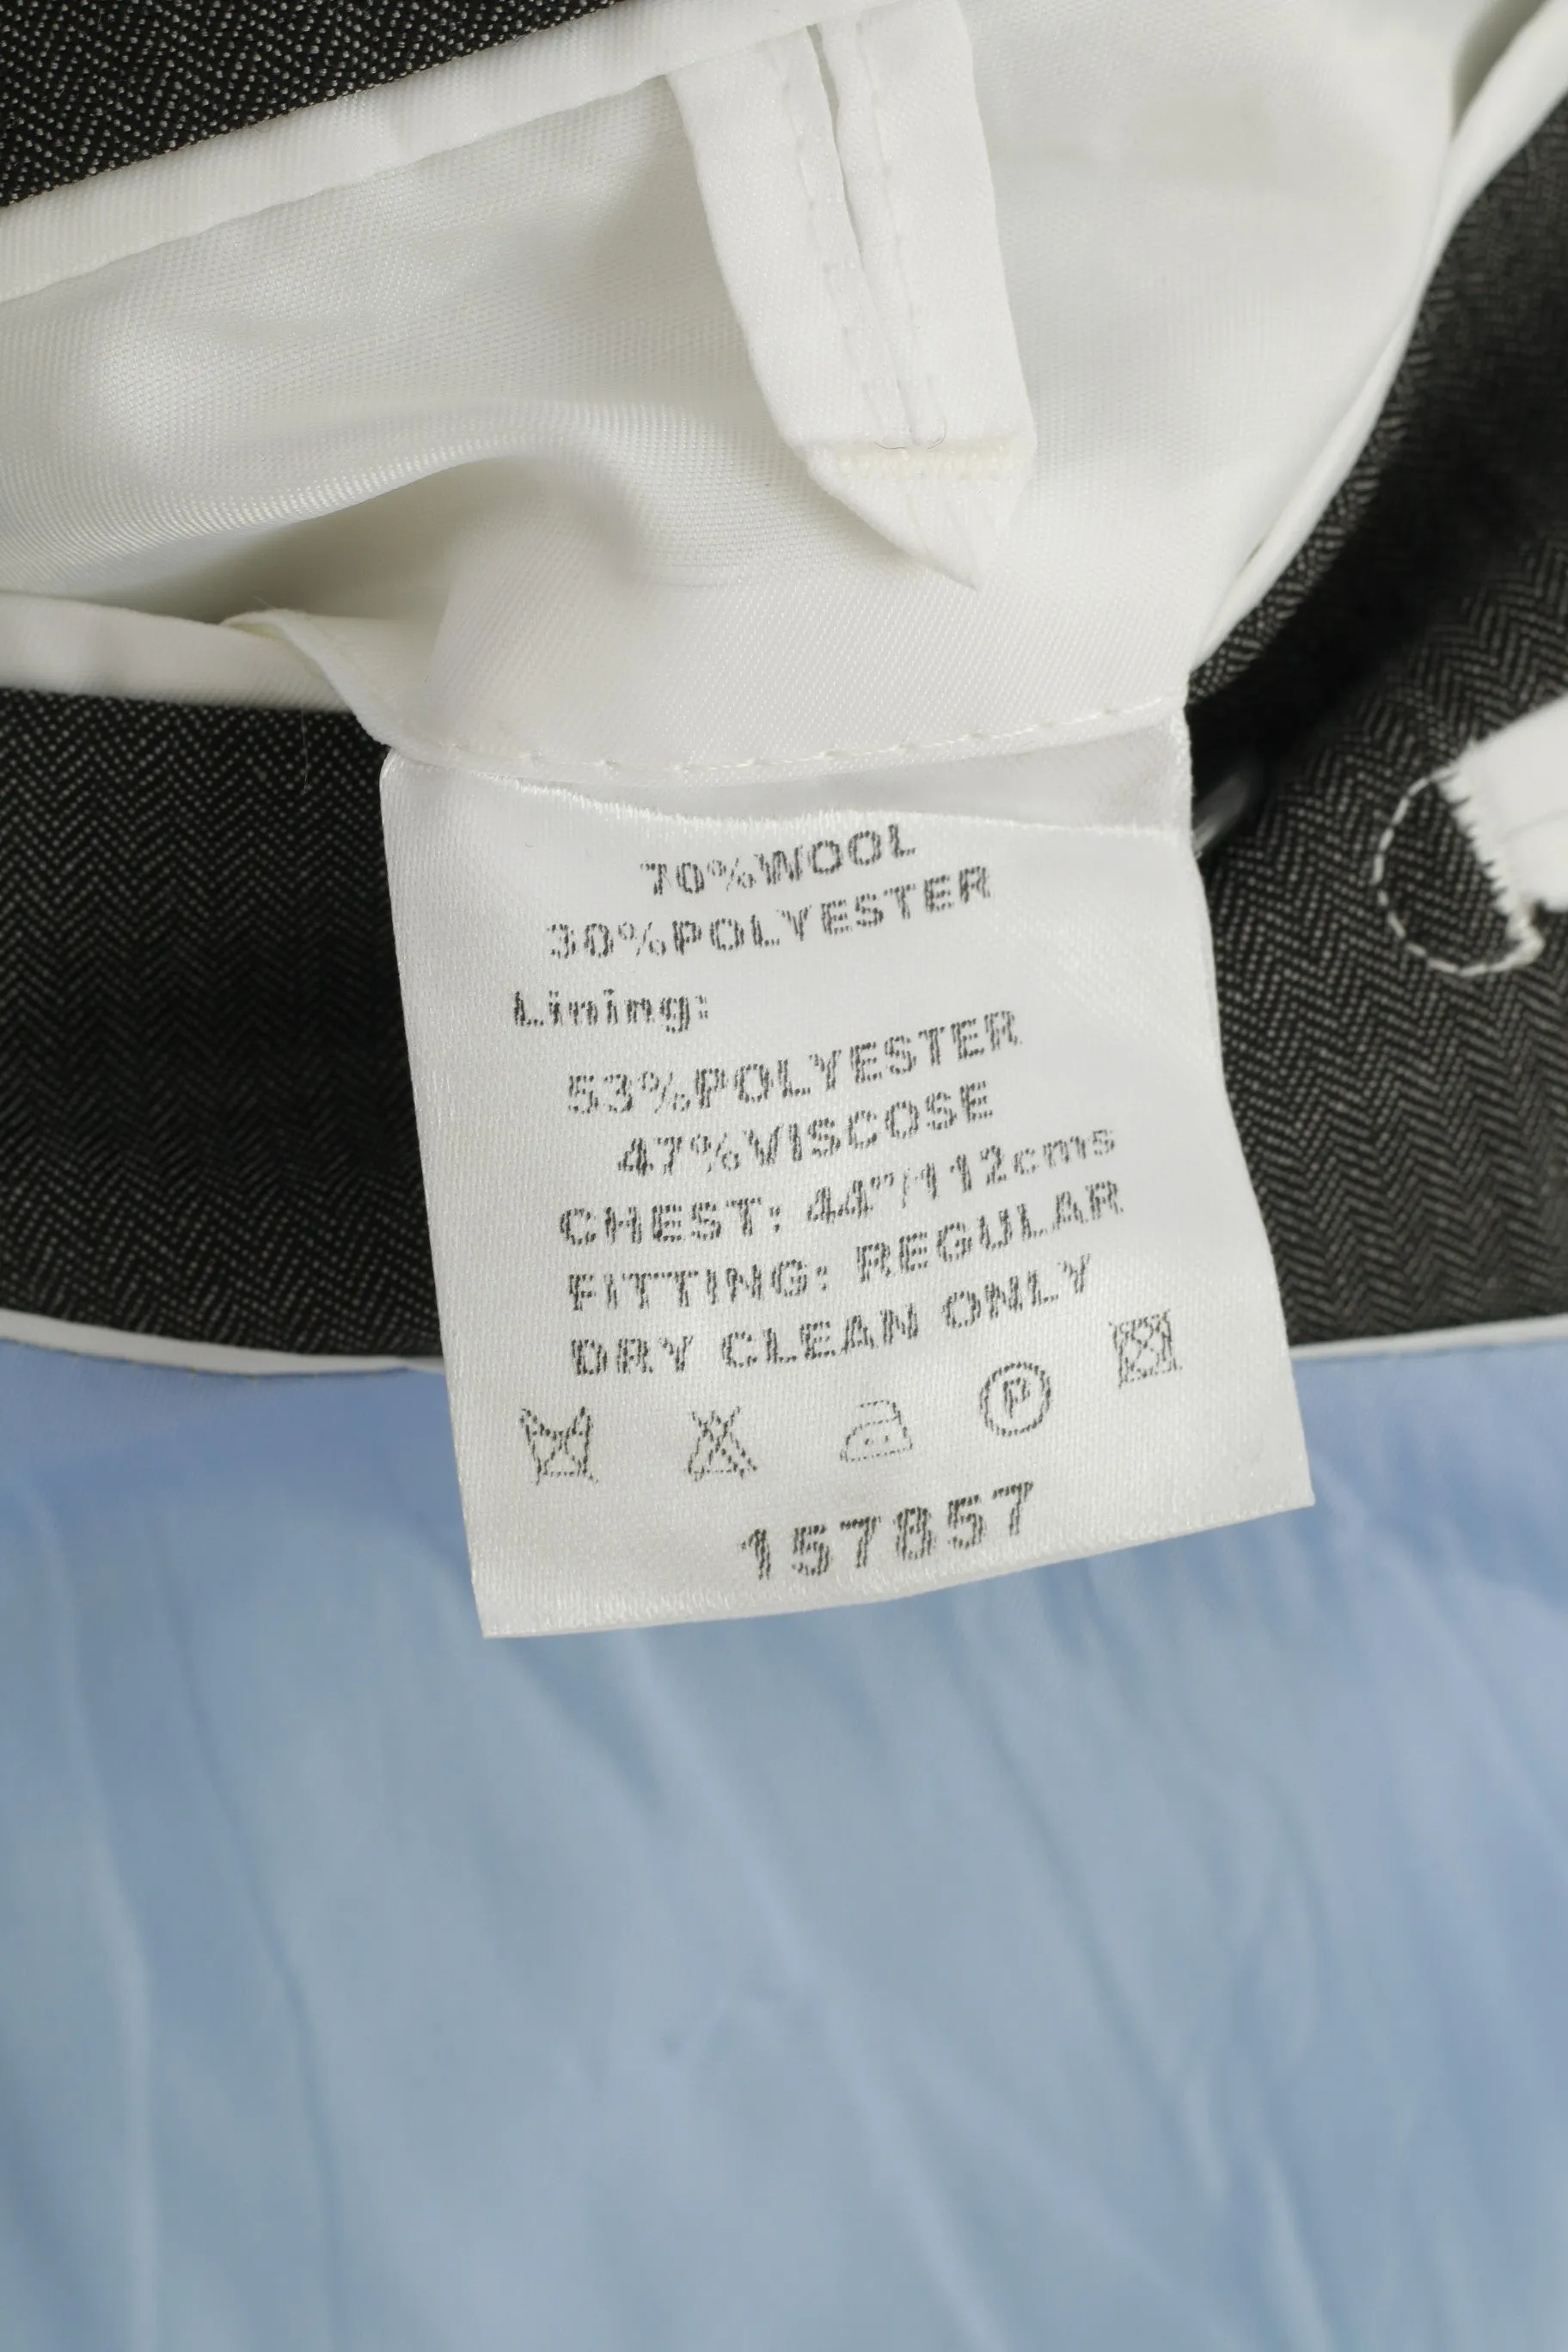 70%WOOL
30%POLYESTER
Lining:
53%POLYESTER
47%VISCOSE
CHEST: 44"/112cms
FITTING: REGULAR
DRY CLEAN ONLY
P
157857